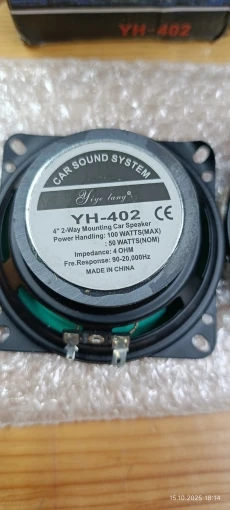 YH-402
CAR SOUND SYSTEM
Yiyo lang®
YH-402 CE
4" 2-Way Mounting Car Speaker
Power Handling: 100 WATTS(MAX)
: 50 WATTS(NOM)
Impedance: 4 OHM
Fre.Response: 90-20,000Hz
MADE IN CHINA
15.10.2025 18:14